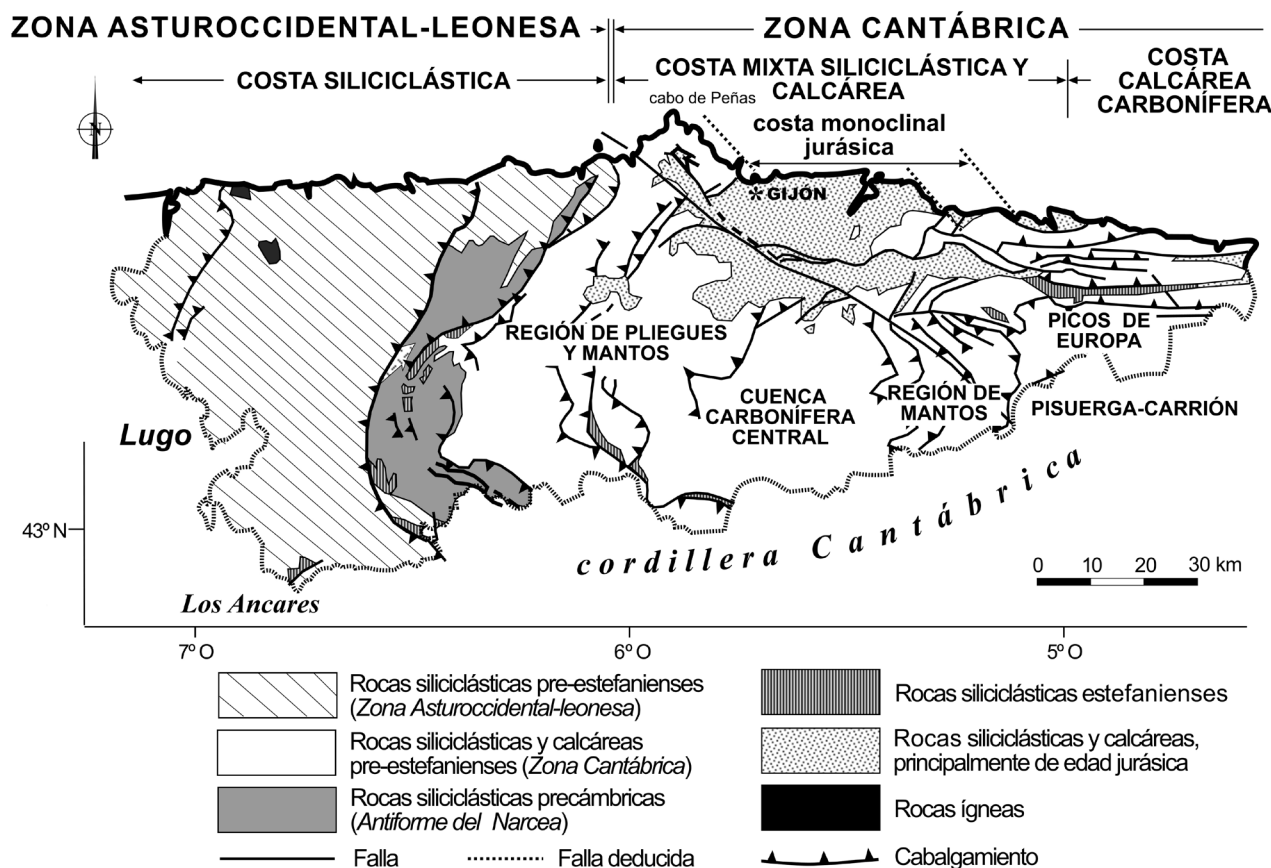 ZONA ASTUROCCIDENTAL-LEONESA
ZONA CANTÁBRICA
COSTA SILICICLÁSTICA
COSTA MIXTA SILICICLÁSTICA Y
CALCÁREA
COSTA
CALCÁREA
CARBONÍFERA
cabo de Peñas
costa monoclinal
jurásica
N
GIJÓN
REGIÓN DE PLIEGUES
Y MANTOS
PICOS DE
EUROPA
CUENCA
CARBONÍFERA
CENTRAL
REGIÓN DE
MANTOS
PISUERGA-CARRIÓN
Lugo
43º N
cordillera Cantábrica
0 10 20 30 km
Los Ancares
7º O
6º O
5º O
Rocas siliciclásticas pre-estefanienses
(Zona Asturoccidental-leonesa)
Rocas siliciclásticas y calcáreas
pre-estefanienses (Zona Cantábrica)
Rocas siliciclásticas precámbricas
(Antiforme del Narcea)
Falla
Falla deducida
Rocas siliciclásticas estefanienses
Rocas siliciclásticas y calcáreas,
principalmente de edad jurásica
Rocas ígneas
Cabalgamiento